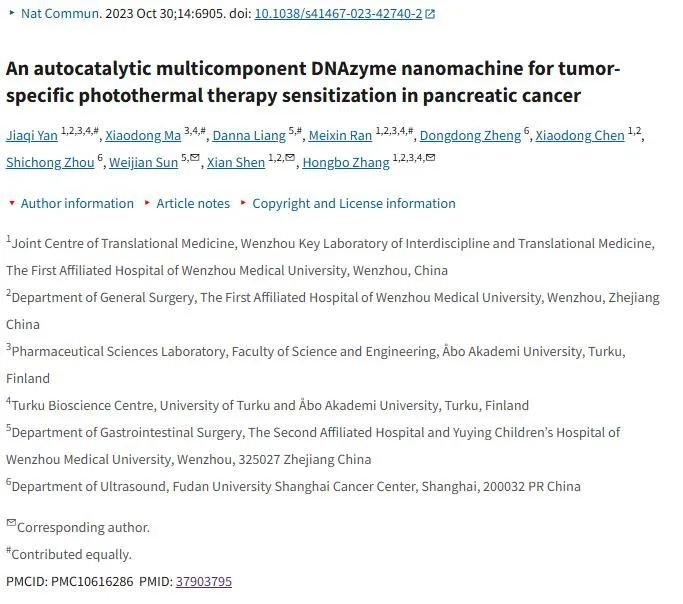 ‣ Nat Commun. 2023 Oct 30;14:6905. doi: 10.1038/s41467-023-42740-2
An autocatalytic multicomponent DNAzyme nanomachine for tumor-
specific photothermal therapy sensitization in pancreatic cancer
Jiaqi Yan 1,2,3,4,#, Xiaodong Ma 3,4,#, Danna Liang 5,#, Meixin Ran 1,2,3,4,#, Dongdong Zheng 6, Xiaodong Chen 1,2,
Shichong Zhou 6, Weijian Sun 5,✉, Xian Shen 1,2,✉, Hongbo Zhang 1,2,3,4,✉
▾ Author information ▸ Article notes ▸ Copyright and License information
1Joint Centre of Translational Medicine, Wenzhou Key Laboratory of Interdiscipline and Translational Medicine,
The First Affiliated Hospital of Wenzhou Medical University, Wenzhou, China
2Department of General Surgery, The First Affiliated Hospital of Wenzhou Medical University, Wenzhou, Zhejiang
China
3Pharmaceutical Sciences Laboratory, Faculty of Science and Engineering, Åbo Akademi University, Turku,
Finland
4Turku Bioscience Centre, University of Turku and Åbo Akademi University, Turku, Finland
5Department of Gastrointestinal Surgery, The Second Affiliated Hospital and Yuying Children's Hospital of
Wenzhou Medical University, Wenzhou, 325027 Zhejiang China
6Department of Ultrasound, Fudan University Shanghai Cancer Center, Shanghai, 200032 PR China
✉Corresponding author.
#Contributed equally.
PMCID: PMC10616286 PMID: 37903795